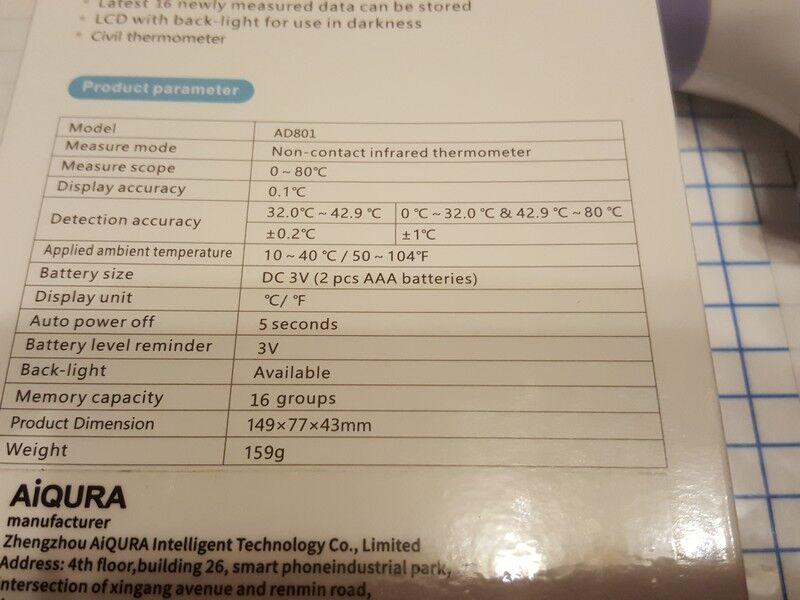 Latest 16 newly measured data can be stored
* LCD with back-light for use in darkness
* Civil thermometer
Product parameter
Model AD801
Measure mode Non-contact infrared thermometer
Measure scope 0~80℃
Display accuracy 0.1℃
Detection accuracy 32.0℃~42.9 ℃ 0 ℃~32.0 ℃ & 42.9 ℃~80 ℃
±0.2℃ ±1℃
Applied ambient temperature 10~40 ℃ / 50~104℉
Battery size DC 3V (2 pcs AAA batteries)
Display unit ℃/ ℉
Auto power off 5 seconds
Battery level reminder 3V
Back-light Available
Memory capacity 16 groups
Product Dimension 149×77×43mm
Weight 159g
AiQURA
manufacturer
Zhengzhou AiQURA Intelligent Technology Co., Limited
Address: 4th floor,building 26, smart phoneindustrial park,
intersection of xingang avenue and renmin road,